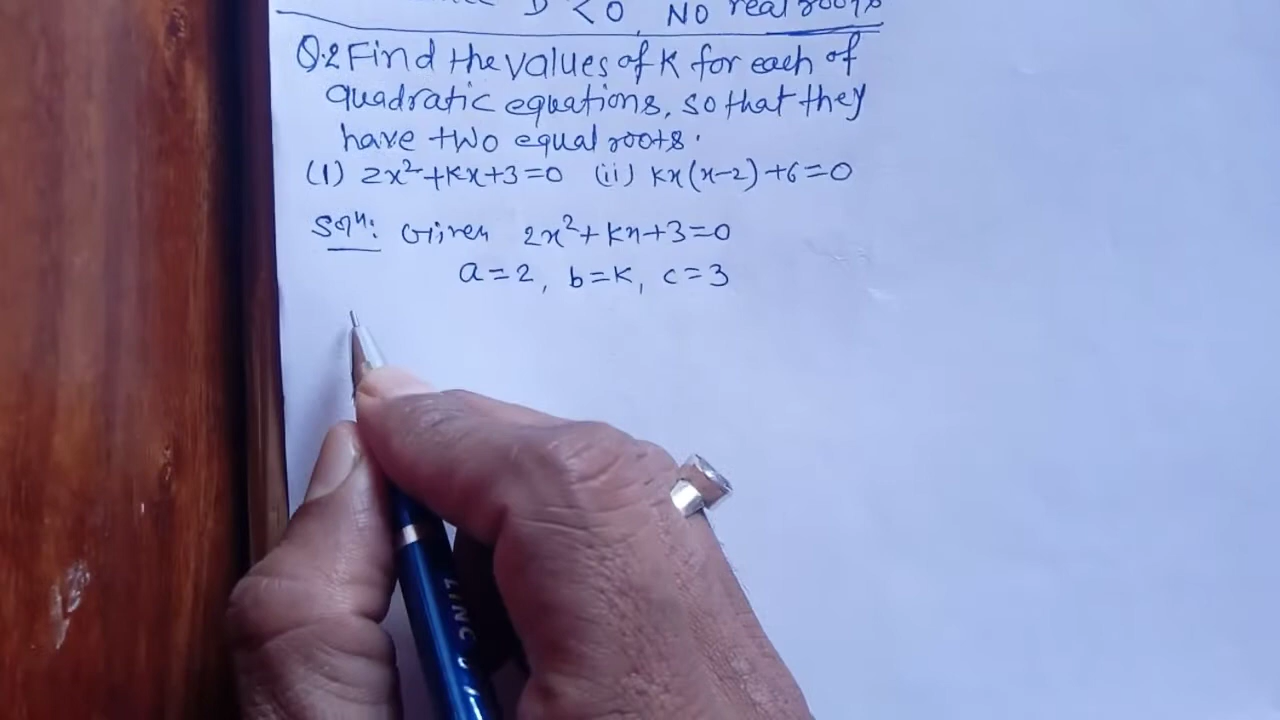 D < 0, No real roots
Q.2 Find the values of K for each of
quadratic equations, so that they
have two equal roots.
(1) 2x²+Kx+3=0 (ii) Kx(x-2)+6=0
Solⁿ: Given 2x²+Kx+3=0
a=2, b=K, c=3
LINC